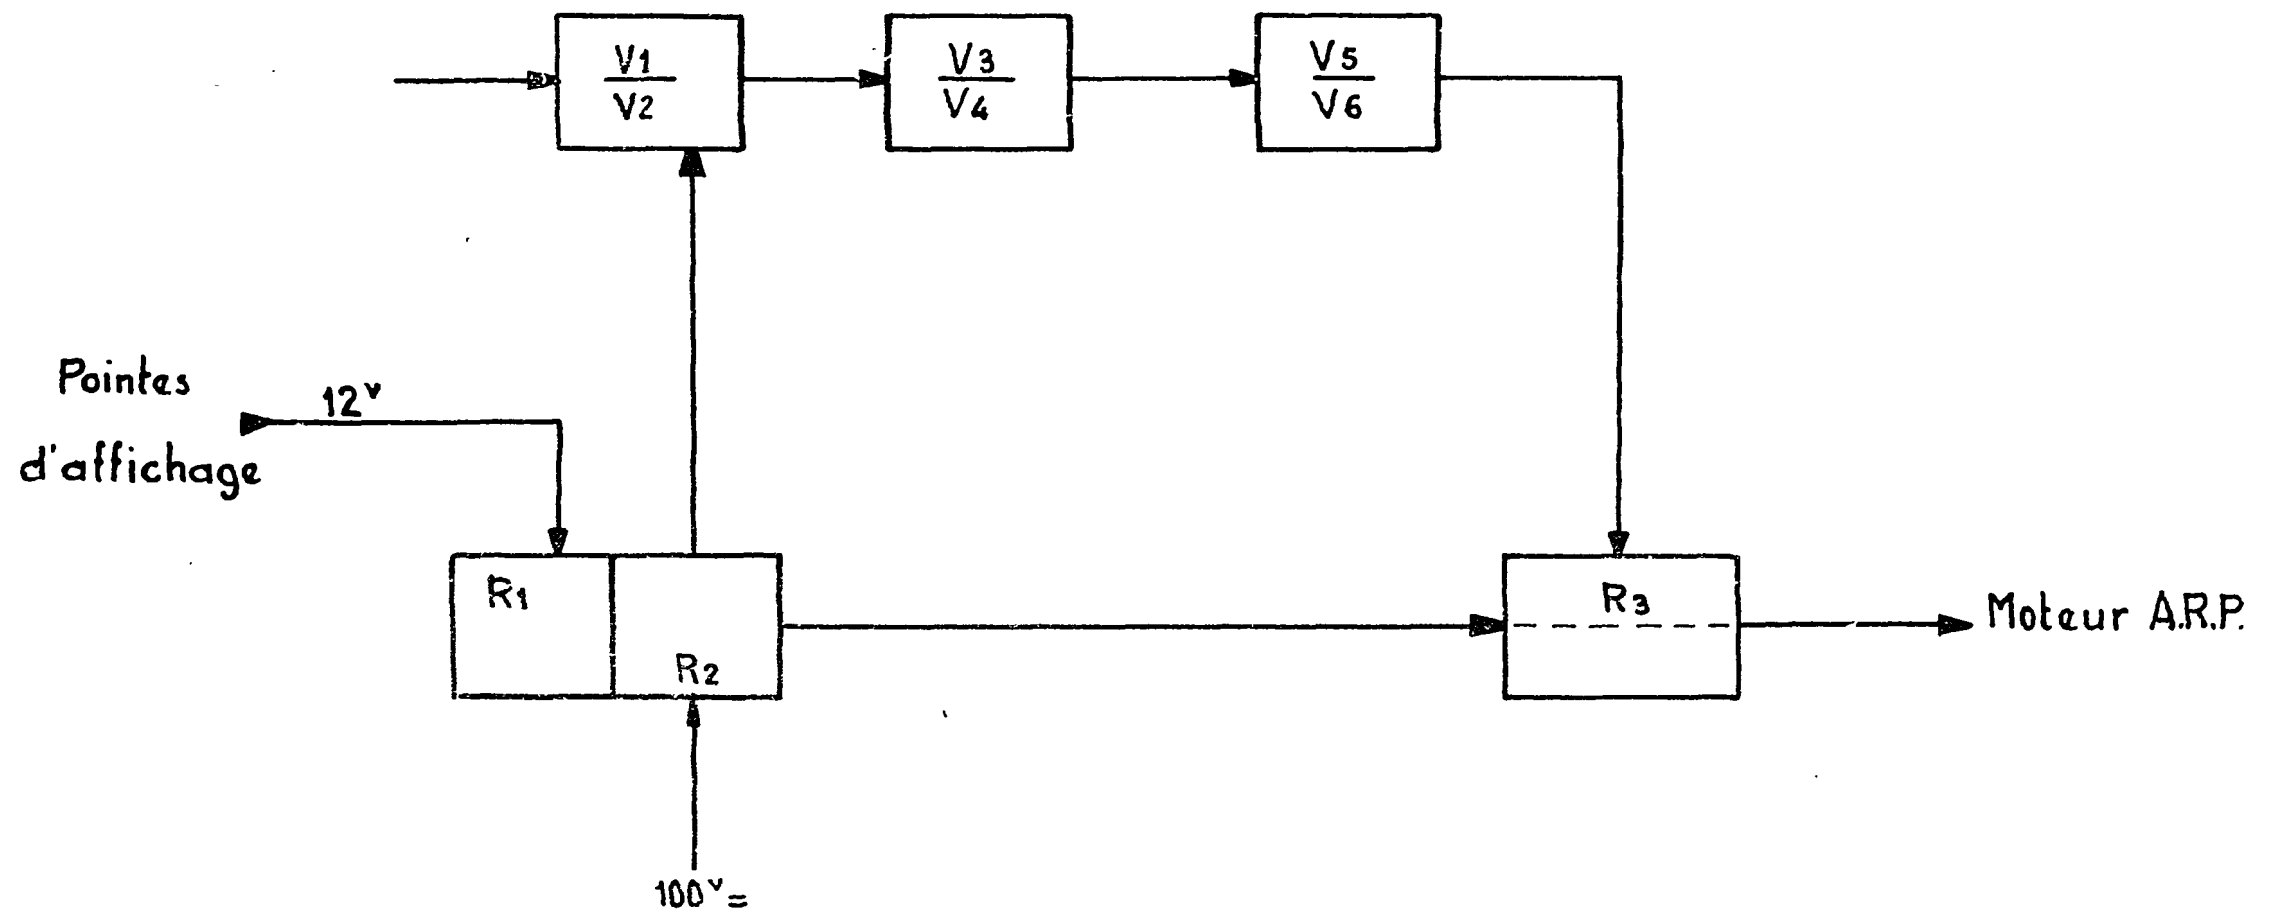 V1
V2
V3
V4
V5
V6
Pointes
12v
d'affichage
R1
R2
R3
Moteur A.R.P.
100v =